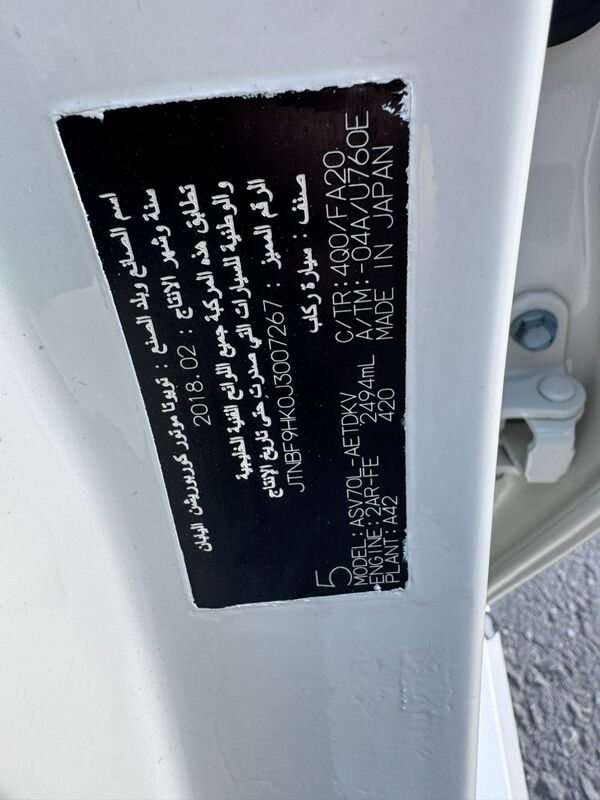 اسم الصانع وبلد الصنع : تويوتا موتور كوربوريشن اليابان
سنة وشهر الانتاج : 2018.02
تطابق هذه المركبة جميع اللوائح الفنية الخليجية
والوطنية للسيارات التي صدرت حتى تاريخ الإنتاج
الرقم المميز : JTNBF9HK0J3007267
صنف : سيارة ركاب
5
MODEL: ASV70L-AETDKV C/TR: 4Q0/FA20
ENGINE: 2AR-FE 2494mL A/TM: -04A/U760E
PLANT: A42 420 MADE IN JAPAN